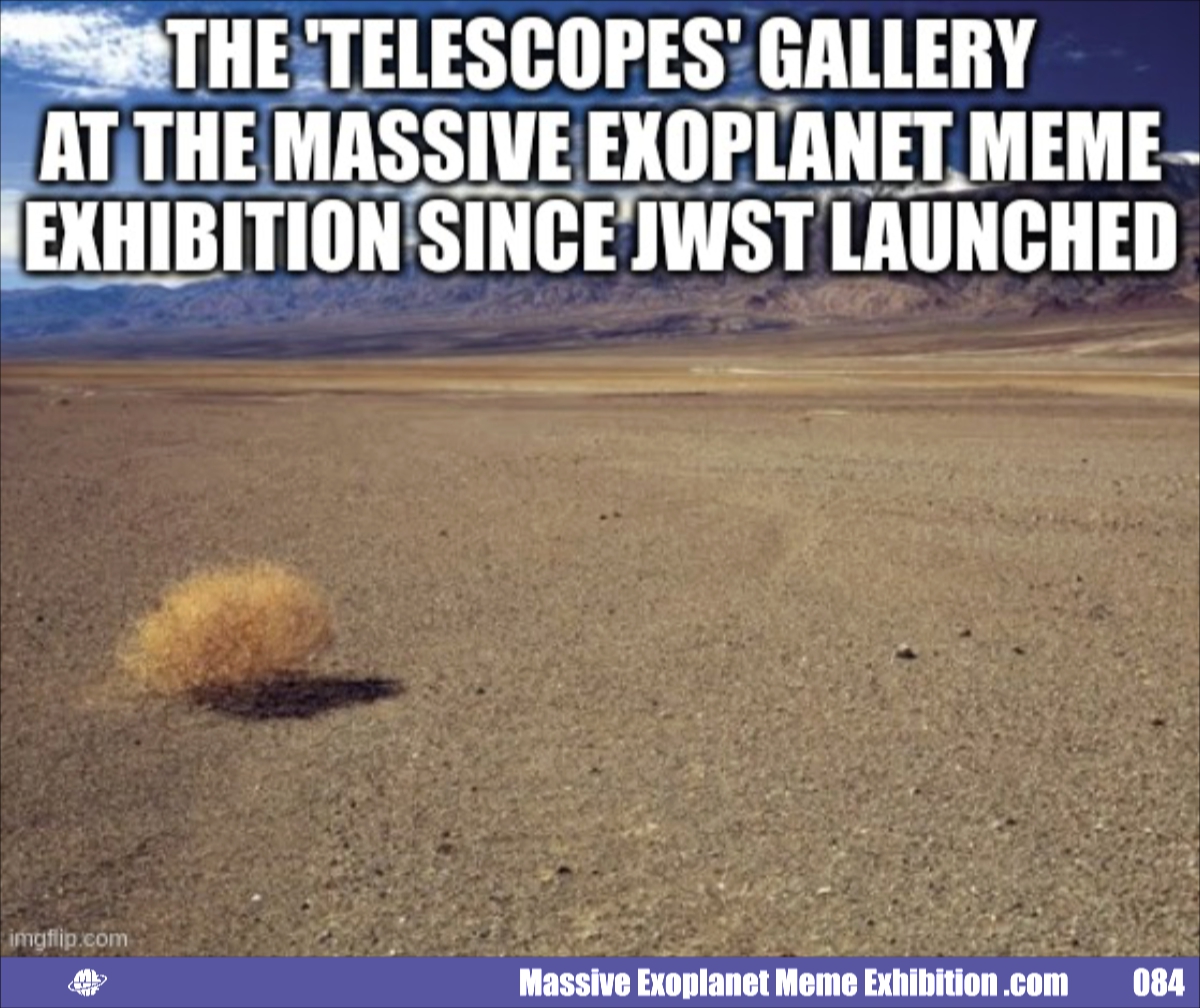 THE 'TELESCOPES' GALLERY
AT THE MASSIVE EXOPLANET MEME
EXHIBITION SINCE JWST LAUNCHED
imgflip.com
Massive Exoplanet Meme Exhibition .com 084